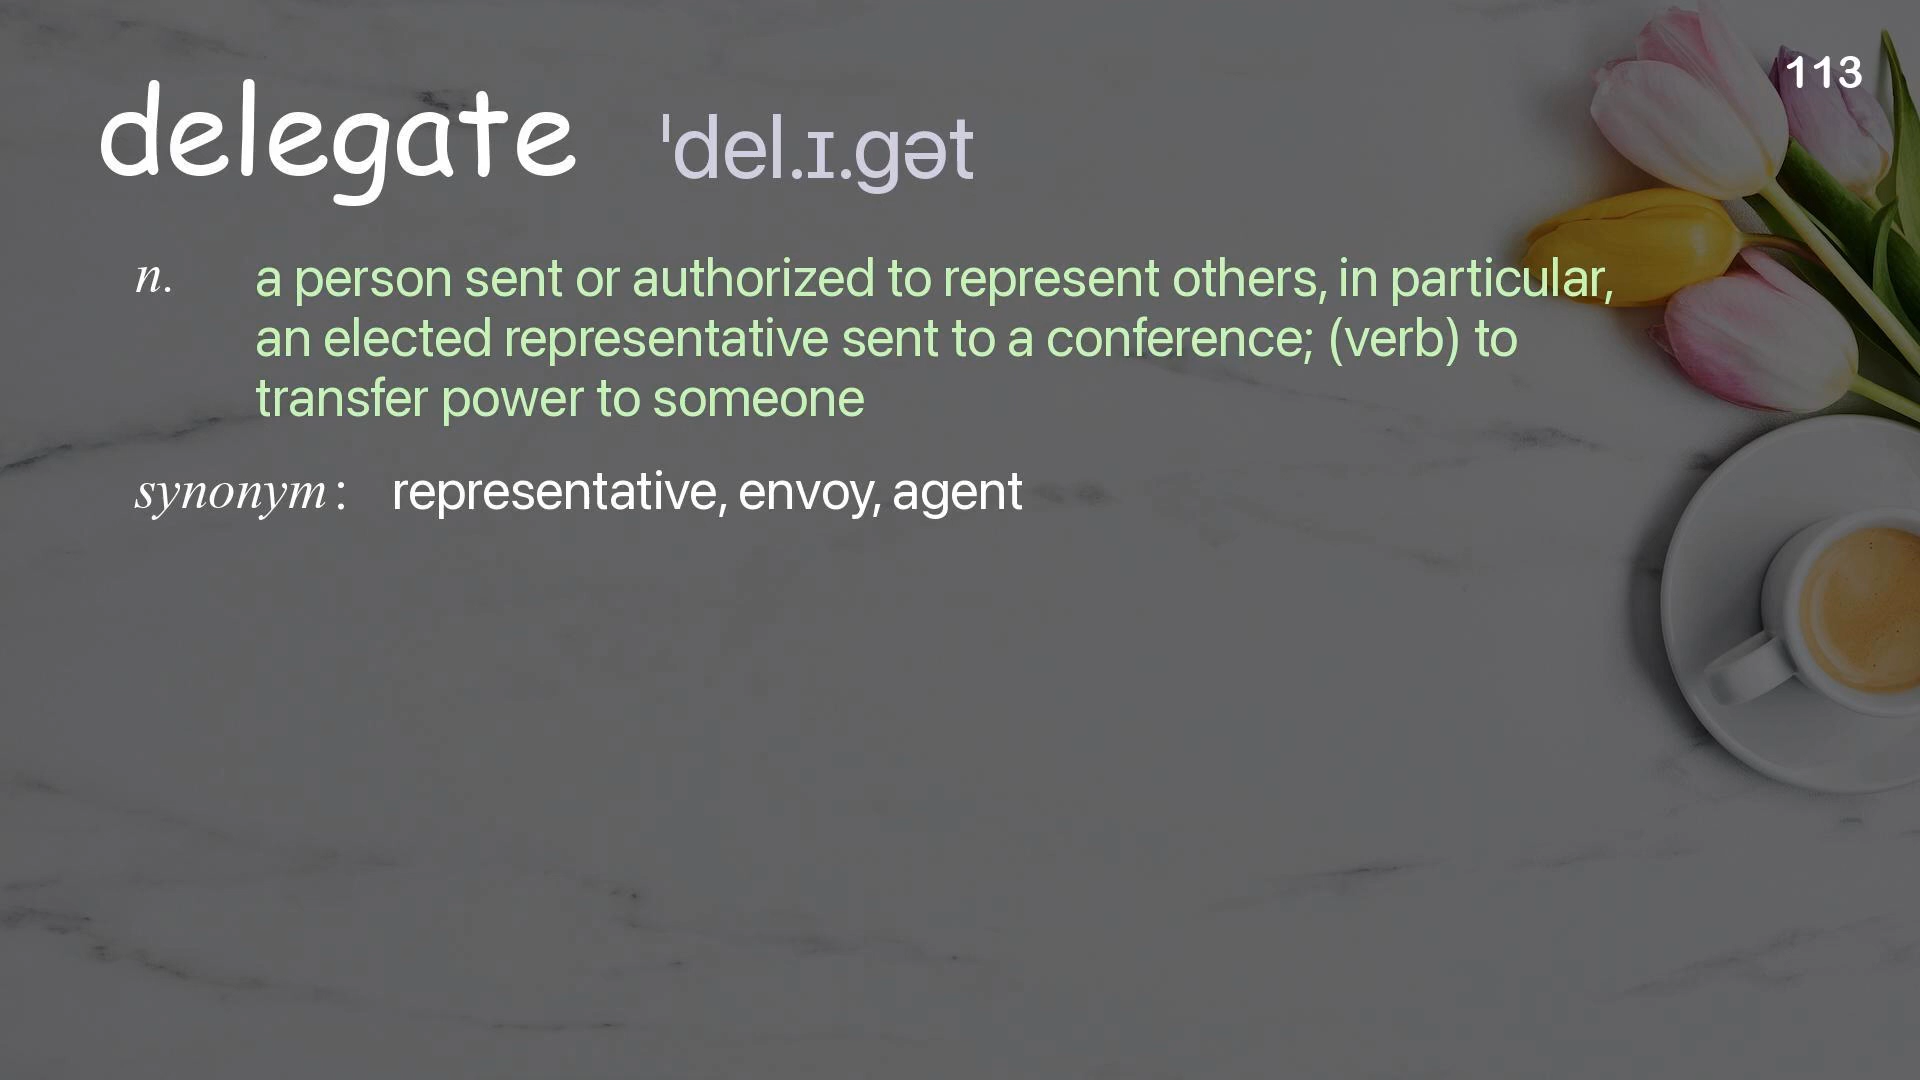 113
delegate ˈdel.ɪ.gət
n. a person sent or authorized to represent others, in particular,
an elected representative sent to a conference; (verb) to
transfer power to someone
synonym : representative, envoy, agent